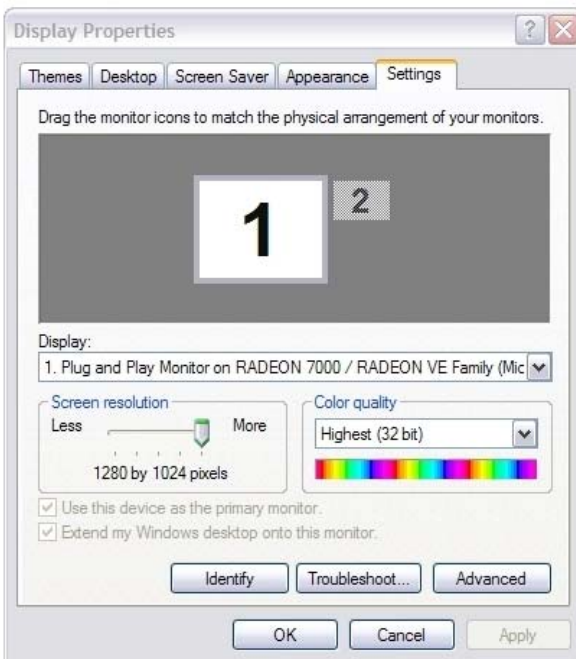 Display Properties
Themes Desktop Screen Saver Appearance Settings
Drag the monitor icons to match the physical arrangement of your monitors.
1 2
Display:
1. Plug and Play Monitor on RADEON 7000 / RADEON VE Family (Mic
Screen resolution Color quality
Less More Highest (32 bit)
1280 by 1024 pixels
Use this device as the primary monitor.
Extend my Windows desktop onto this monitor.
Identify Troubleshoot... Advanced
OK Cancel Apply